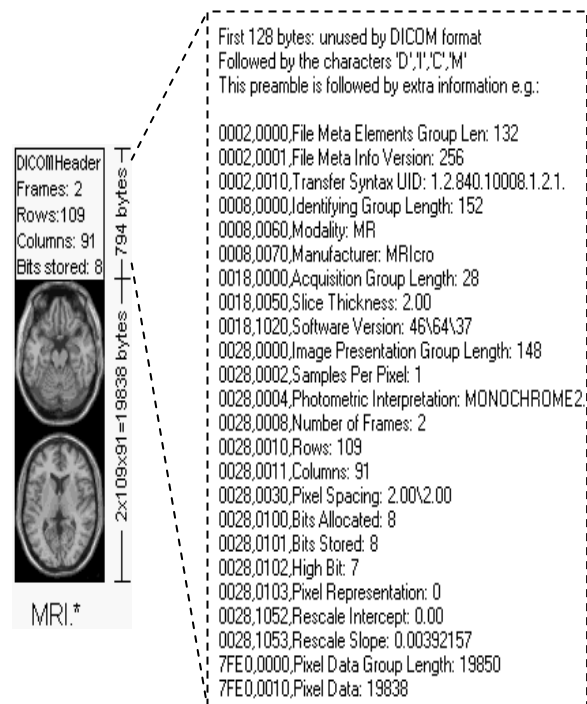 DICOM Header
Frames: 2
Rows:109
Columns: 91
Bits stored: 8
794 bytes
2x109x91=19838 bytes
MRI.*
First 128 bytes: unused by DICOM format
Followed by the characters 'D','I','C','M'
This preamble is followed by extra information e.g.:
0002,0000,File Meta Elements Group Len: 132
0002,0001,File Meta Info Version: 256
0002,0010,Transfer Syntax UID: 1.2.840.10008.1.2.1.
0008,0000,Identifying Group Length: 152
0008,0060,Modality: MR
0008,0070,Manufacturer: MRIcro
0018,0000,Acquisition Group Length: 28
0018,0050,Slice Thickness: 2.00
0018,1020,Software Version: 46\64\37
0028,0000,Image Presentation Group Length: 148
0028,0002,Samples Per Pixel: 1
0028,0004,Photometric Interpretation: MONOCHROME2.
0028,0008,Number of Frames: 2
0028,0010,Rows: 109
0028,0011,Columns: 91
0028,0030,Pixel Spacing: 2.00\2.00
0028,0100,Bits Allocated: 8
0028,0101,Bits Stored: 8
0028,0102,High Bit: 7
0028,0103,Pixel Representation: 0
0028,1052,Rescale Intercept: 0.00
0028,1053,Rescale Slope: 0.00392157
7FE0,0000,Pixel Data Group Length: 19850
7FE0,0010,Pixel Data: 19838